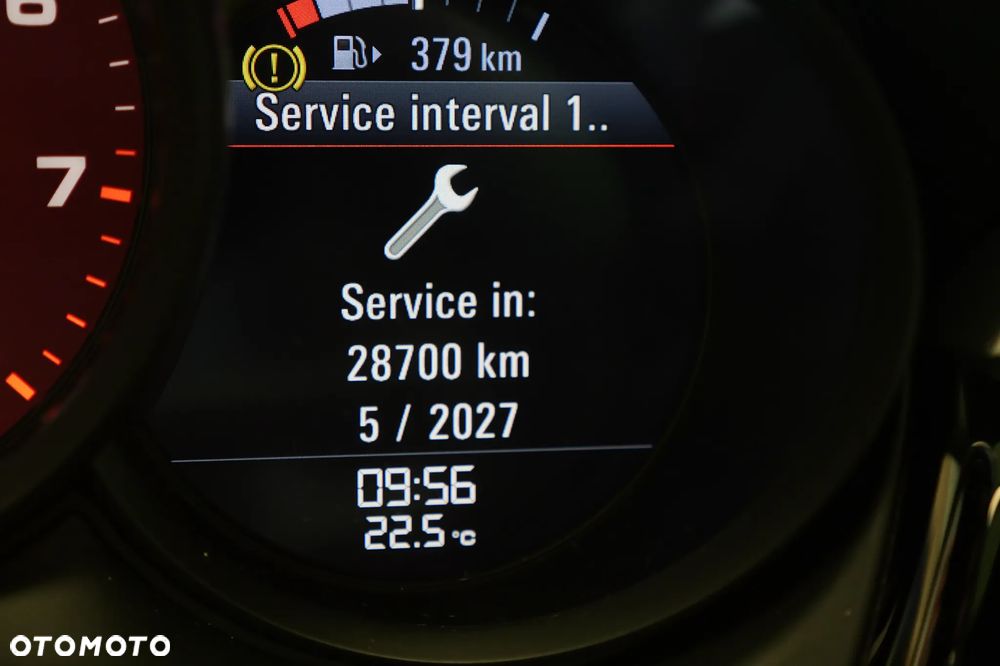 6
7
379 km
Service interval 1..
Service in:
28700 km
5 / 2027
09:56
22.5 °C
OTOMOTO